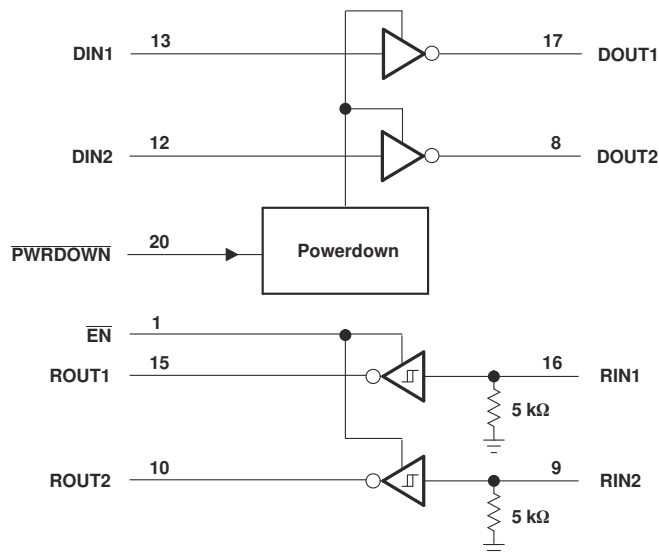 DIN1 13 17 DOUT1
DIN2 12 8 DOUT2
PWRDOWN 20 Powerdown
EN 1
ROUT1 15 16 RIN1
5 kΩ
ROUT2 10 9 RIN2
5 kΩ